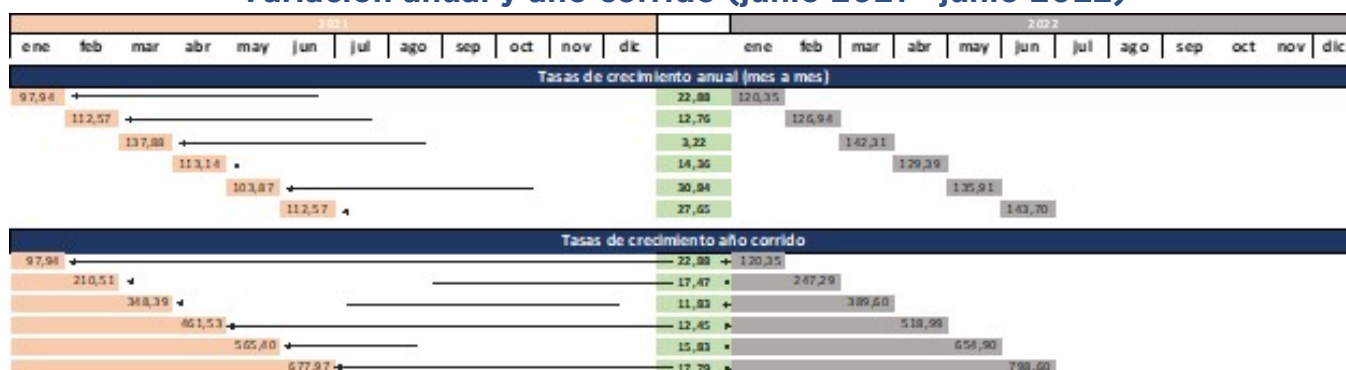 Variación anual y año corrido (junio 2021 - junio 2022)
2021 2022
ene feb mar abr may jun jul ago sep oct nov dic ene feb mar abr may jun jul ago sep oct nov dic
Tasas de crecimiento anual (mes a mes)
97,94 22,88 120,35
112,57 12,76 126,94
137,88 3,22 142,31
113,14 14,36 129,39
103,87 30,84 135,91
112,57 27,65 143,70
Tasas de crecimiento año corrido
97,94 22,88 120,35
210,51 17,47 247,29
348,39 11,83 389,60
461,53 12,45 518,99
565,40 15,83 654,90
677,97 17,79 798,60